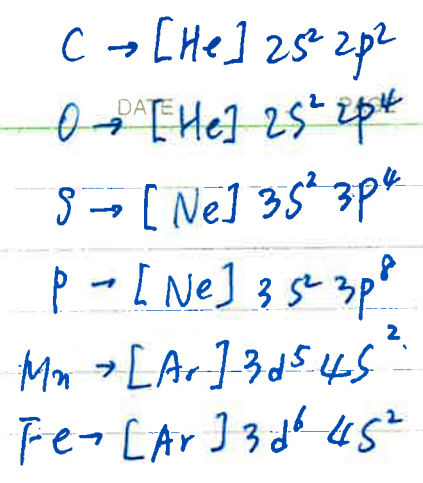 C → [He] 2s² 2p²
DATE
O → [He] 2s² 2p⁴
S → [Ne] 3s² 3p⁴
P → [Ne] 3s² 3p⁸
Mn → [Ar] 3d⁵ 4s²
Fe → [Ar] 3d⁶ 4s²